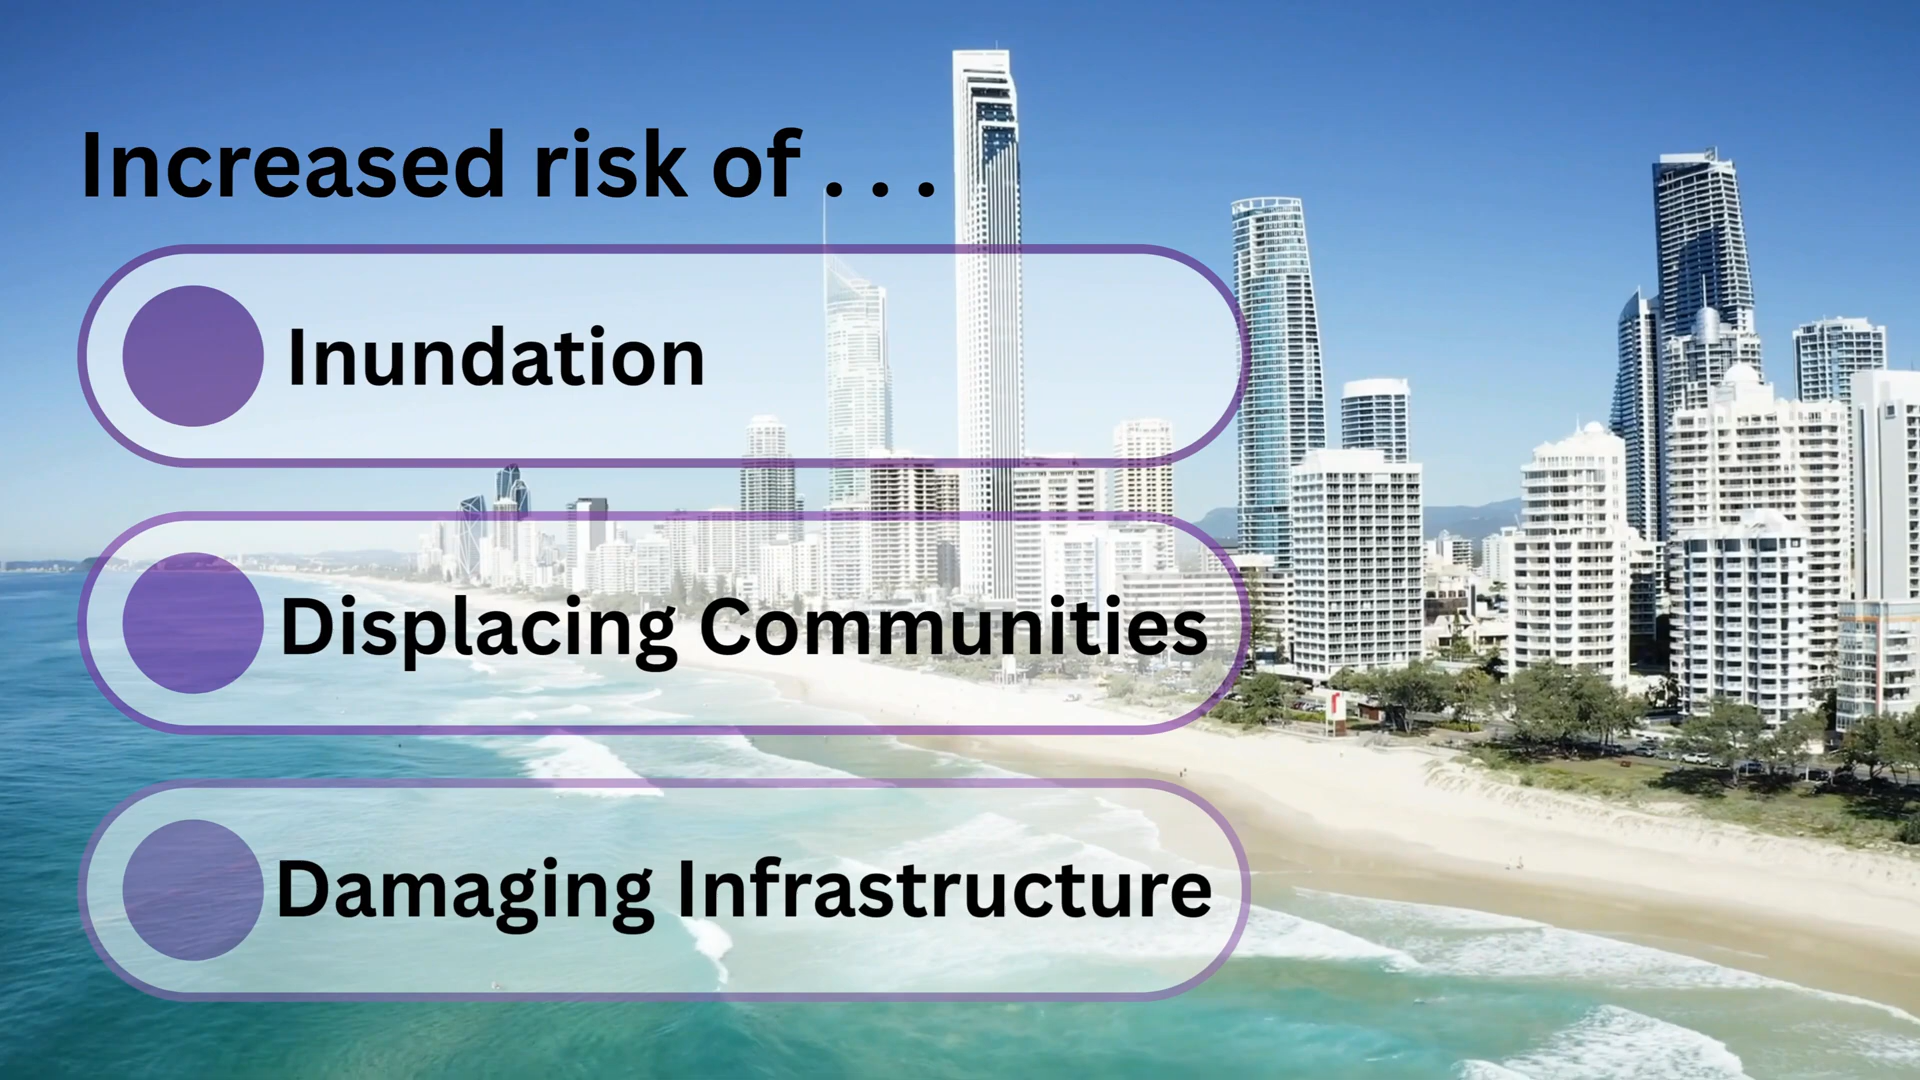 Increased risk of . . .
Inundation
Displacing Communities
Damaging Infrastructure